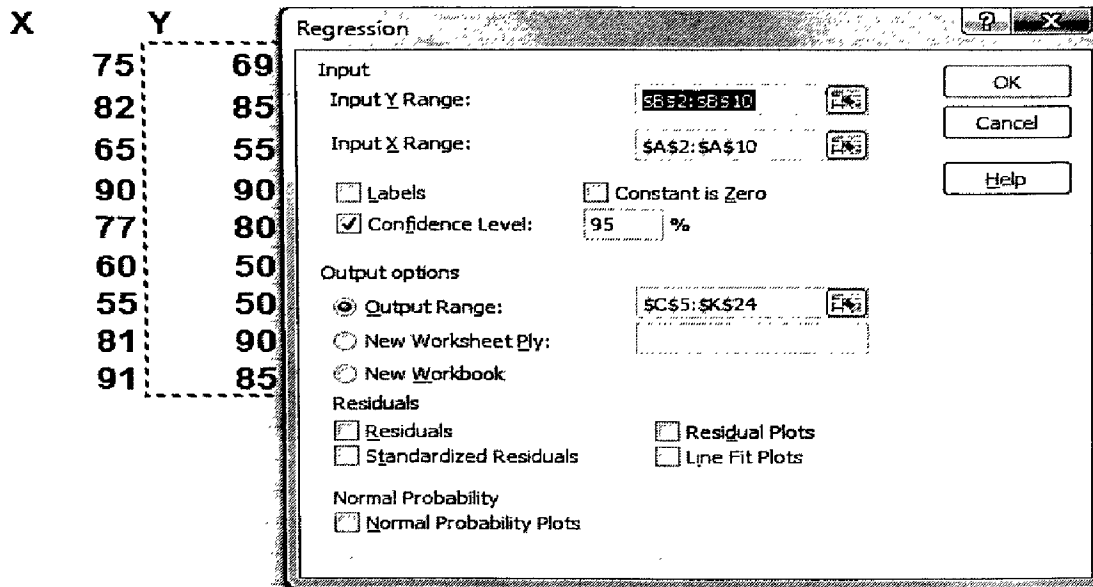 X Y
75 69
82 85
65 55
90 90
77 80
60 50
55 50
81 90
91 85
Regression
?
Input
Input Y Range: $B$2:$B$10
Input X Range: $A$2:$A$10
Labels Constant is Zero
Confidence Level: 95 %
Output options
Output Range: $C$5:$K$24
New Worksheet Ply:
New Workbook
Residuals
Residuals Residual Plots
Standardized Residuals Line Fit Plots
Normal Probability
Normal Probability Plots
OK
Cancel
Help